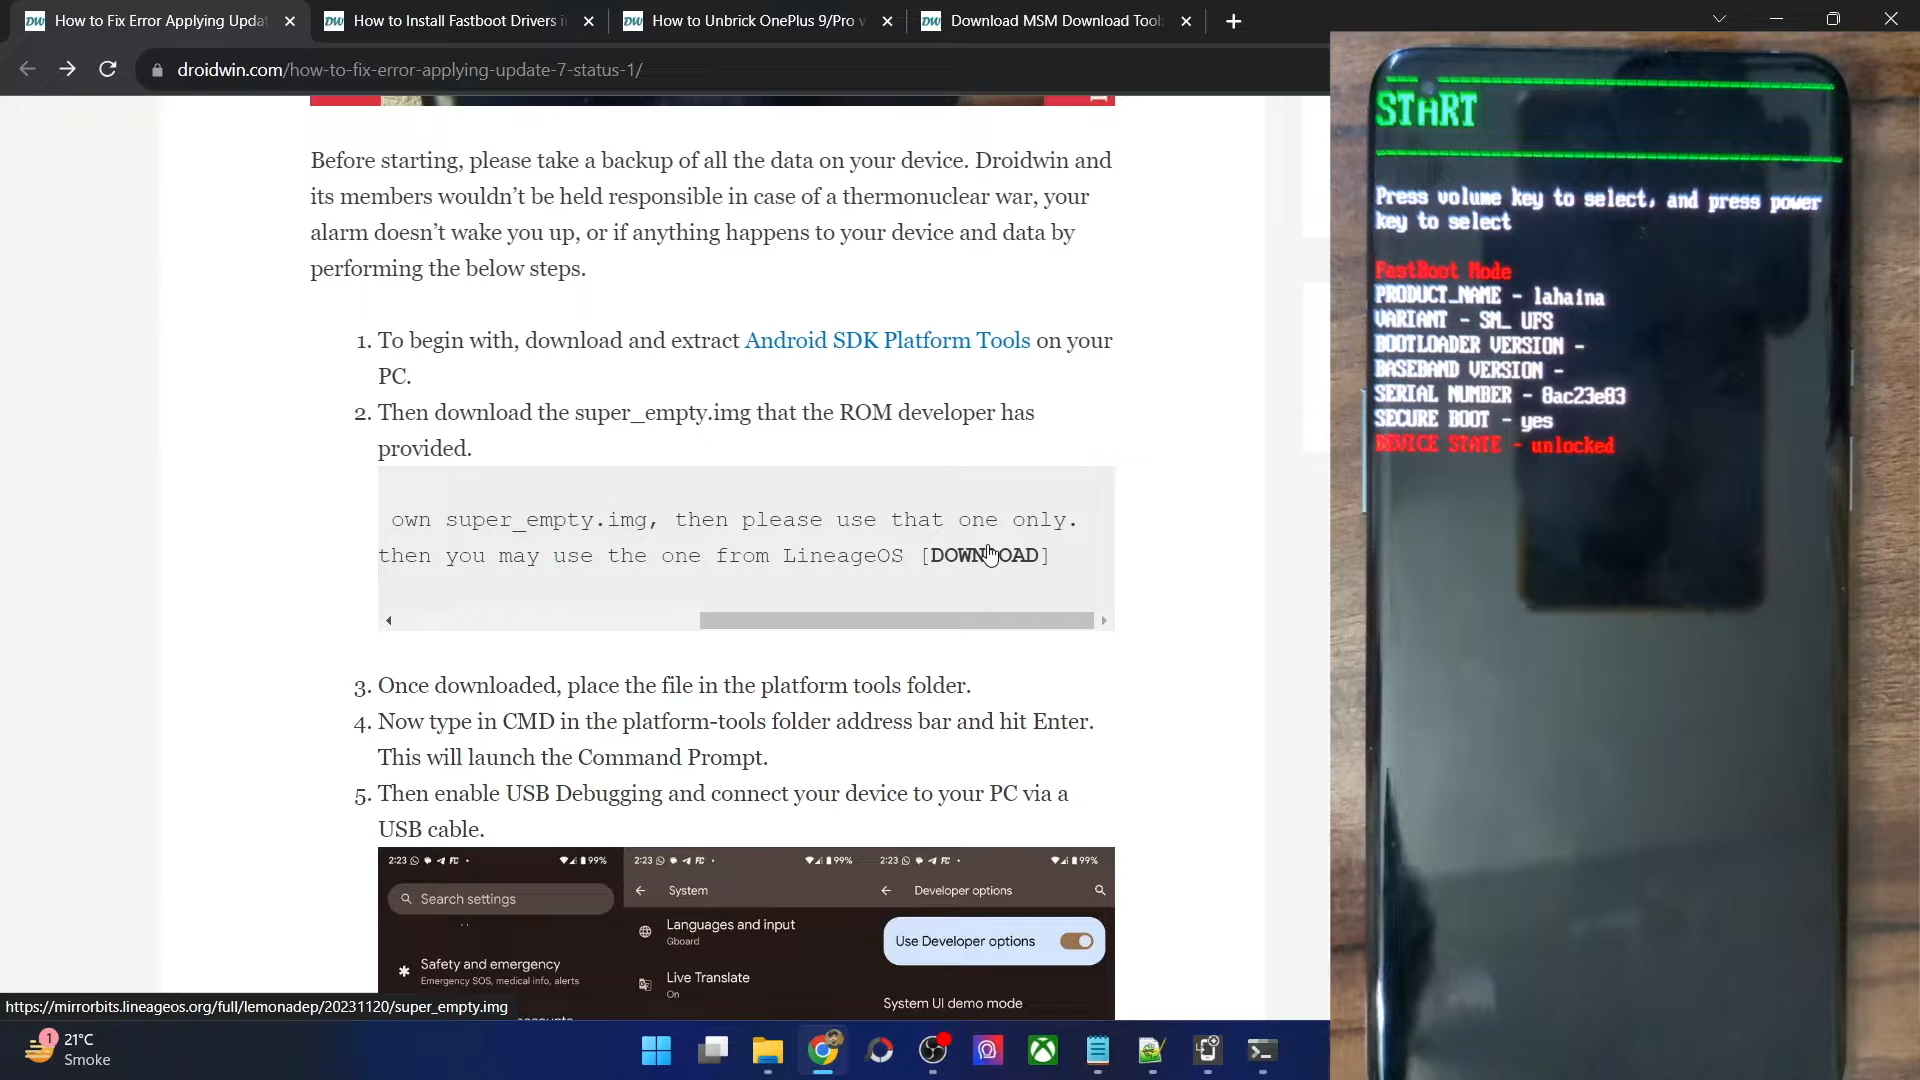 How to Fix Error Applying Upda
How to Install Fastboot Drivers i
How to Unbrick OnePlus 9/Pro
Download MSM Download Tool
droidwin.com/how-to-fix-error-applying-update-7-status-1/
Before starting, please take a backup of all the data on your device. Droidwin and
its members wouldn't be held responsible in case of a thermonuclear war, your
alarm doesn't wake you up, or if anything happens to your device and data by
performing the below steps.
1. To begin with, download and extract Android SDK Platform Tools on your
PC.
2. Then download the super_empty.img that the ROM developer has
provided.
own super_empty.img, then please use that one only.
then you may use the one from LineageOS [DOWNLOAD]
3. Once downloaded, place the file in the platform tools folder.
4. Now type in CMD in the platform-tools folder address bar and hit Enter.
This will launch the Command Prompt.
5. Then enable USB Debugging and connect your device to your PC via a
USB cable.
2:23 99%
2:23 99%
2:23 99%
Search settings
Safety and emergency
Emergency SOS, medical info, alerts
System
Languages and input
Gboard
Live Translate
On
Developer options
Use Developer options
System UI demo mode
https://mirrorbits.lineageos.org/full/lemonadep/20231120/super_empty.img
1
21°C
Smoke
START
Press volume key to select, and press power
key to select
FastBoot Mode
PRODUCT_NAME - lahaina
VARIANT - SM_ UFS
BOOTLOADER VERSION -
BASEBAND VERSION -
SERIAL NUMBER - 8ac23e83
SECURE BOOT - yes
DEVICE STATE - unlocked